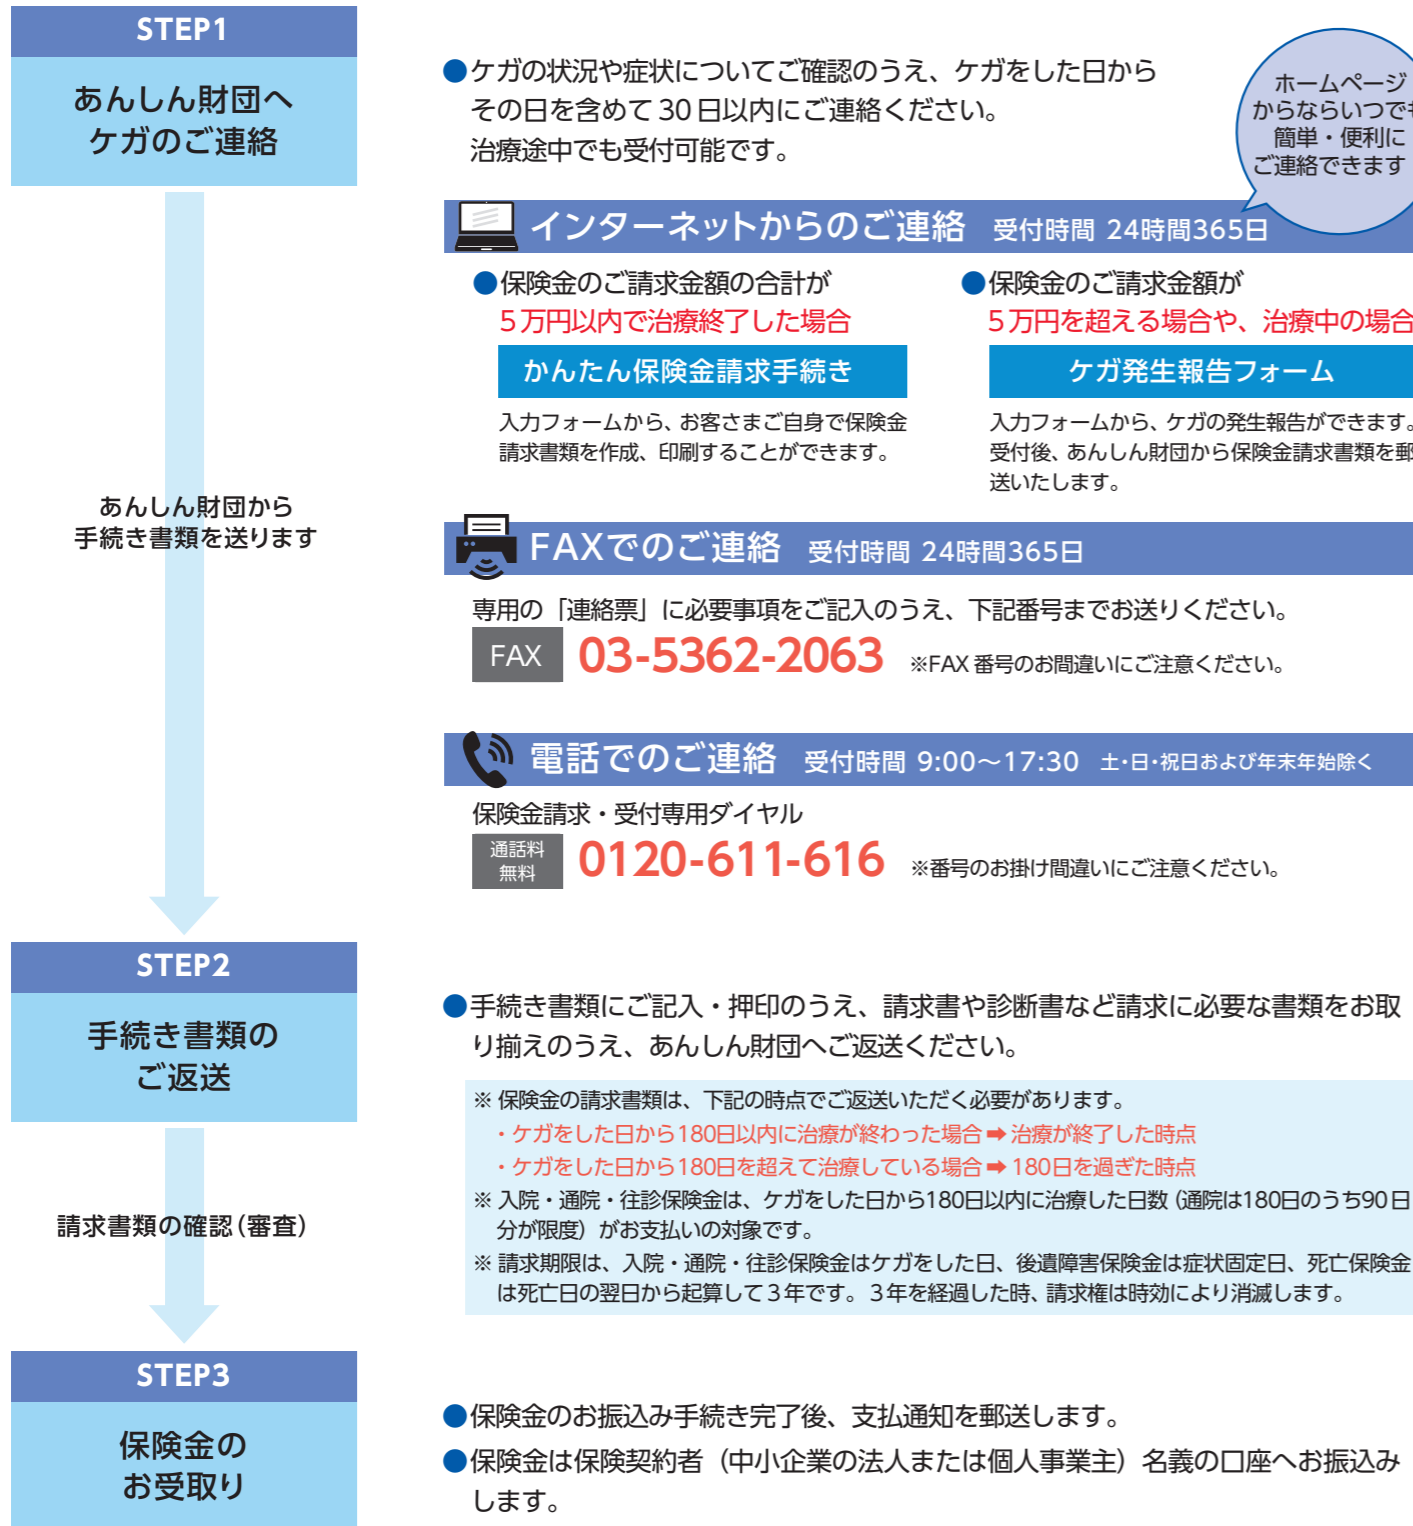 STEP1
あんしん財団へ
ケガのご連絡
●ケガの状況や症状についてご確認のうえ、ケガをした日から
その日を含めて 30 日以内にご連絡ください。
治療途中でも受付可能です。
ホームページ
からならいつでも
簡単・便利に
ご連絡できます
インターネットからのご連絡 受付時間 24時間365日
●保険金のご請求金額の合計が
5万円以内で治療終了した場合
かんたん保険金請求手続き
入力フォームから、お客さまご自身で保険金
請求書類を作成、印刷することができます。
●保険金のご請求金額が
5万円を超える場合や、治療中の場合
ケガ発生報告フォーム
入力フォームから、ケガの発生報告ができます。
受付後、あんしん財団から保険金請求書類を郵
送いたします。
あんしん財団から
手続き書類を送ります
FAXでのご連絡 受付時間 24時間365日
専用の「連絡票」に必要事項をご記入のうえ、下記番号までお送りください。
FAX 03-5362-2063 ※FAX 番号のお間違いにご注意ください。
電話でのご連絡 受付時間 9:00〜17:30 土・日・祝日および年末年始除く
保険金請求・受付専用ダイヤル
通話料
無料
0120-611-616 ※番号のお掛け間違いにご注意ください。
STEP2
手続き書類の
ご返送
●手続き書類にご記入・押印のうえ、請求書や診断書など請求に必要な書類をお取
り揃えのうえ、あんしん財団へご返送ください。
※ 保険金の請求書類は、下記の時点でご返送いただく必要があります。
・ケガをした日から180日以内に治療が終わった場合➡治療が終了した時点
・ケガをした日から180日を超えて治療している場合➡180日を過ぎた時点
※ 入院・通院・往診保険金は、ケガをした日から180日以内に治療した日数（通院は180日のうち90日
分が限度）がお支払いの対象です。
※ 請求期限は、入院・通院・往診保険金はケガをした日、後遺障害保険金は症状固定日、死亡保険金
は死亡日の翌日から起算して３年です。３年を経過した時、請求権は時効により消滅します。
請求書類の確認（審査）
STEP3
保険金の
お受取り
●保険金のお振込み手続き完了後、支払通知を郵送します。
●保険金は保険契約者（中小企業の法人または個人事業主）名義の口座へお振込み
します。